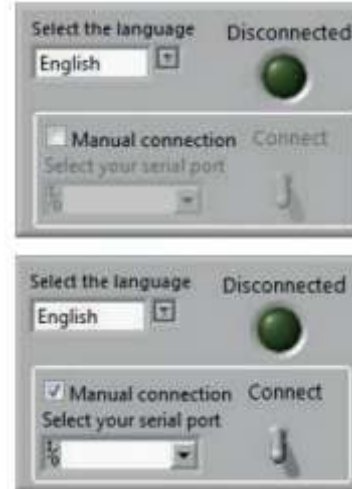 Select the language
Disconnected
English
Manual connection
Connect
Select your serial port
Select the language
Disconnected
English
Manual connection
Connect
Select your serial port